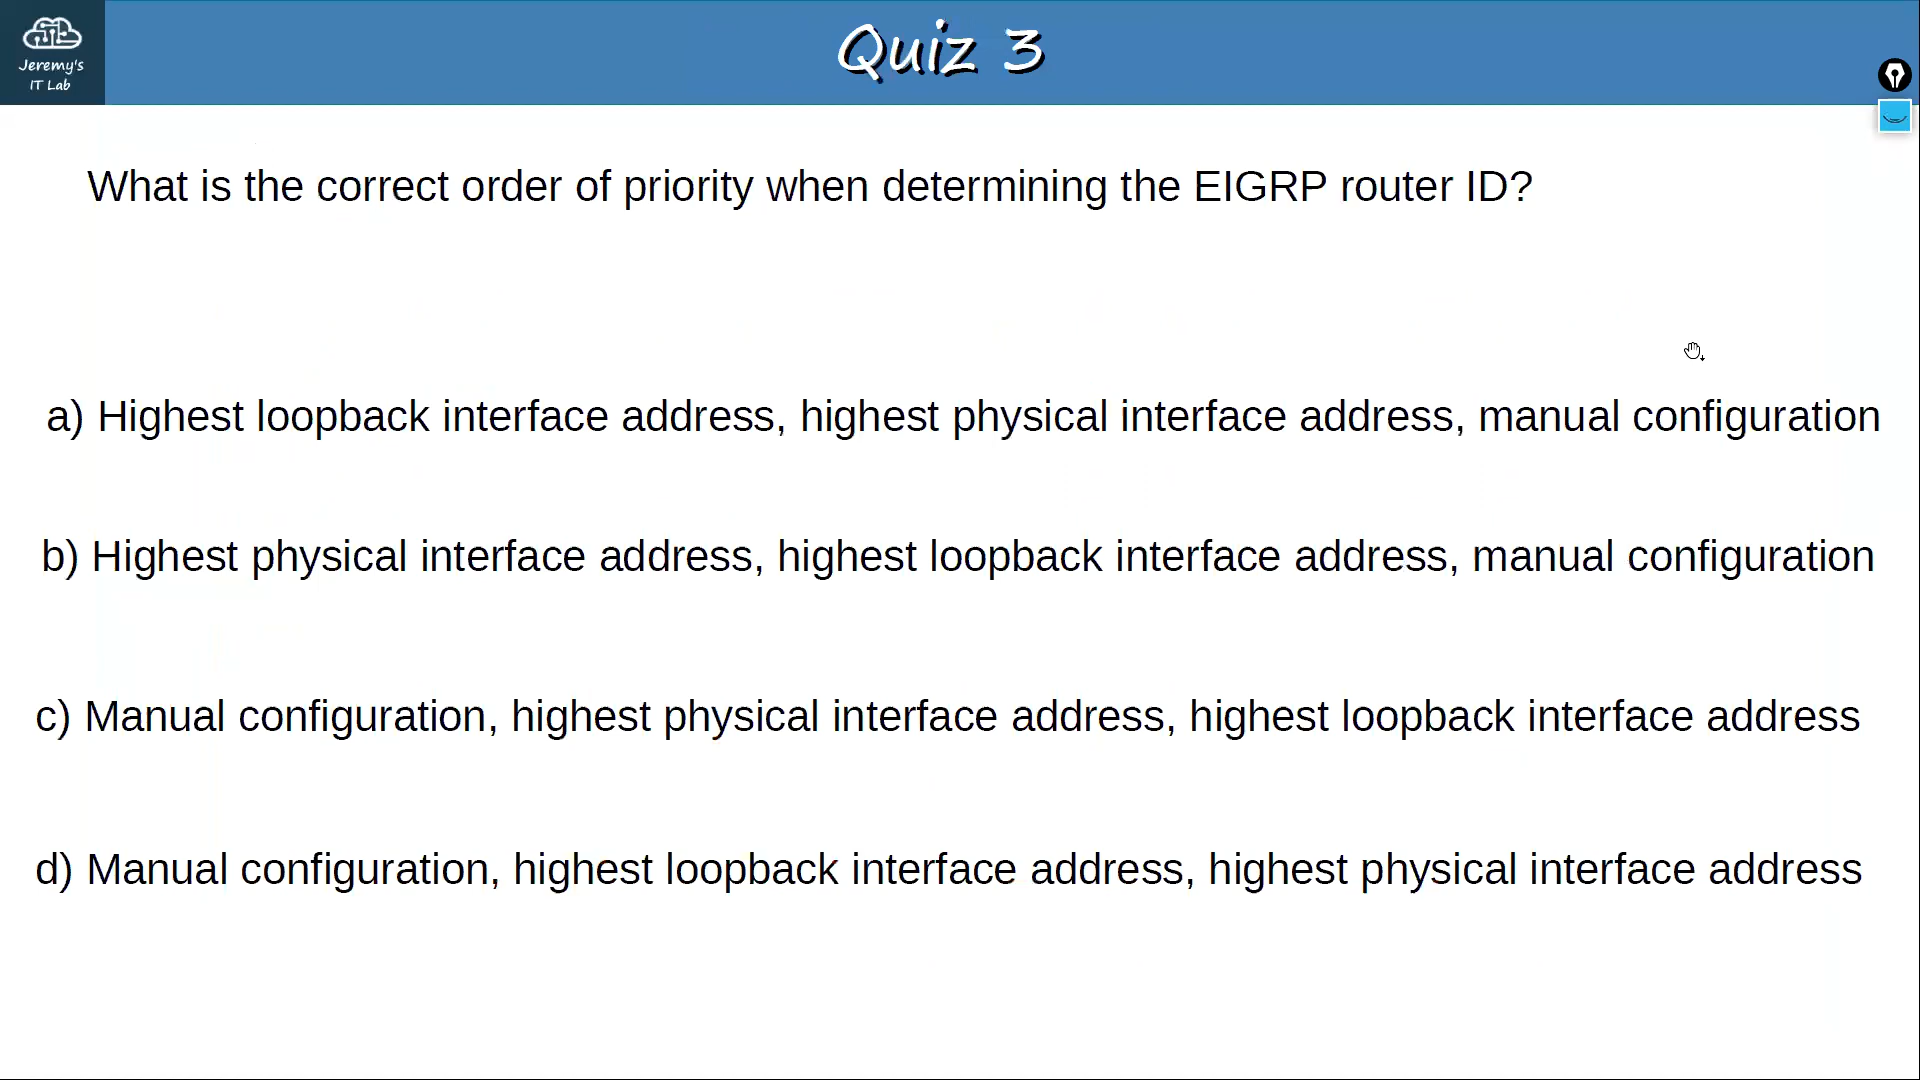 Jeremy's
IT Lab
Quiz 3
What is the correct order of priority when determining the EIGRP router ID?
a) Highest loopback interface address, highest physical interface address, manual configuration
b) Highest physical interface address, highest loopback interface address, manual configuration
c) Manual configuration, highest physical interface address, highest loopback interface address
d) Manual configuration, highest loopback interface address, highest physical interface address